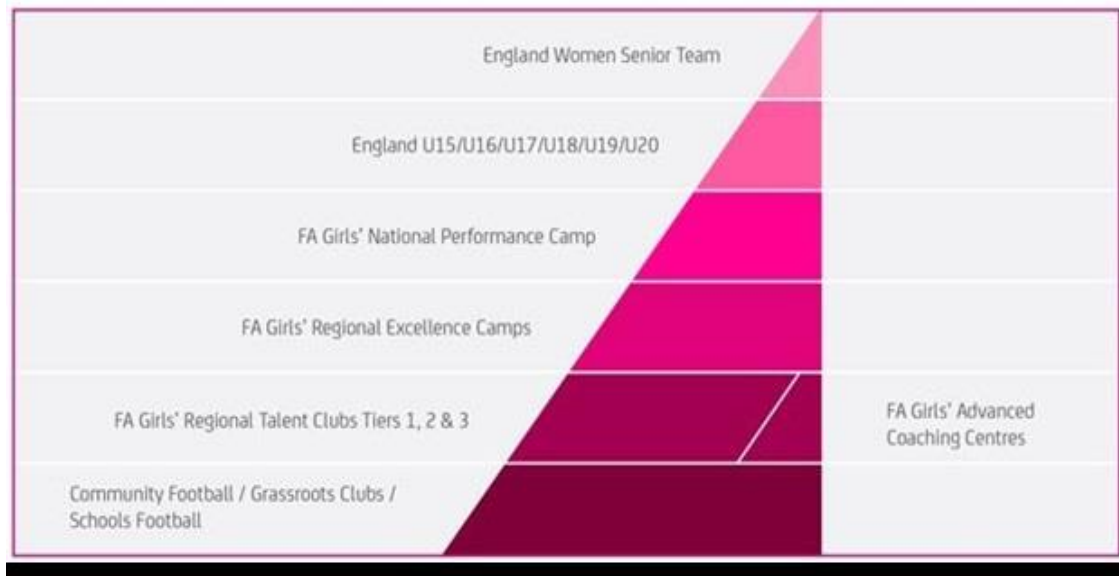 England Women Senior Team
England U15/U16/U17/U18/U19/U20
FA Girls' National Performance Camp
FA Girls' Regional Excellence Camps
FA Girls' Regional Talent Clubs Tiers 1, 2 & 3
FA Girls' Advanced
Coaching Centres
Community Football / Grassroots Clubs /
Schools Football